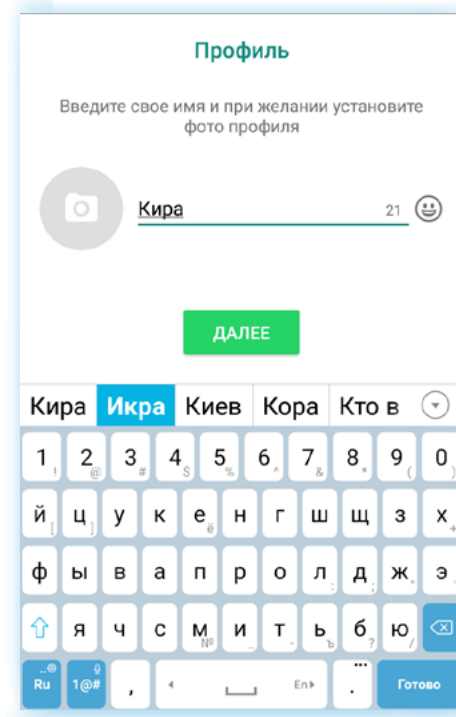 Профиль
Введите свое имя и при желании установите
фото профиля
Кира 21
ДАЛЕЕ
Кира Икра Киев Кора Кто в
1 ! 2 @ 3 # 4 $ 5 % 6 ^ 7 & 8 * 9 ( 0 )
й [ ц ] у к е ё н г ш щ з х +
ф ы в а п р о л : д ; ж " э
я ч с м № и _ т - ь ъ б ? ю /
Ru 1@# , En . Готово